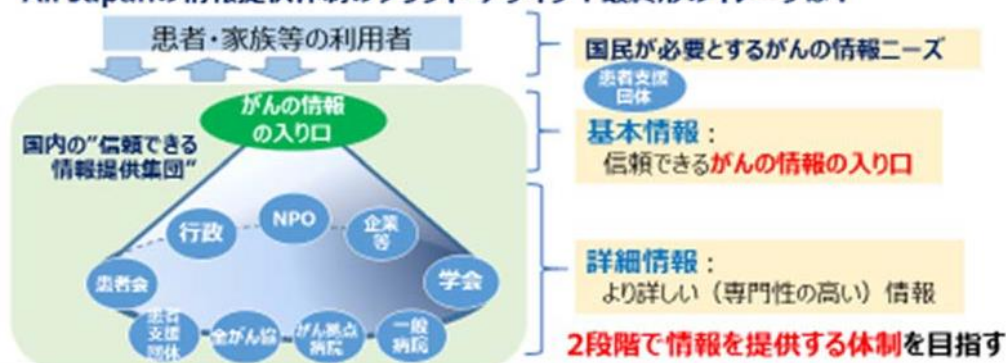 患者・家族等の利用者
国民が必要とするがんの情報ニーズ
患者支援
団体
がんの情報
の入り口
国内の"信頼できる
情報提供集団"
基本情報：
信頼できるがんの情報の入り口
行政
NPO
企業
等
患者会
学会
詳細情報：
より詳しい（専門性の高い）情報
患者
支援
団体
全がん協
がん拠点
病院
一般
病院
2段階で情報を提供する体制を目指す